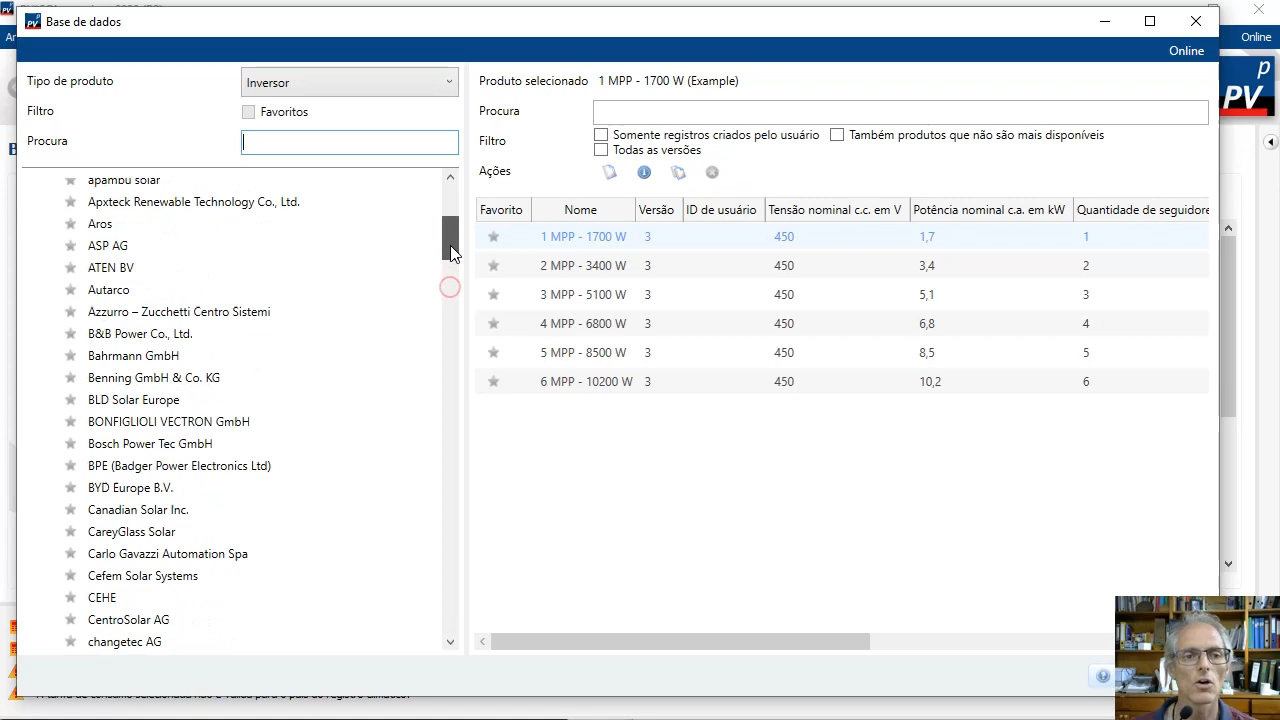 Base de dados
Online
Online
Tipo de produto
Inversor
Filtro
Favoritos
Procura
apambu solar
Apxteck Renewable Technology Co., Ltd.
Aros
ASP AG
ATEN BV
Autarco
Azzurro – Zucchetti Centro Sistemi
B&B Power Co., Ltd.
Bahrmann GmbH
Benning GmbH & Co. KG
BLD Solar Europe
BONFIGLIOLI VECTRON GmbH
Bosch Power Tec GmbH
BPE (Badger Power Electronics Ltd)
BYD Europe B.V.
Canadian Solar Inc.
CareyGlass Solar
Carlo Gavazzi Automation Spa
Cefem Solar Systems
CEHE
CentroSolar AG
changetec AG
Produto selecionado 1 MPP - 1700 W (Example)
Procura
Filtro
Somente registros criados pelo usuário
Também produtos que não são mais disponíveis
Todas as versões
Ações
Favorito Nome Versão ID de usuário Tensão nominal c.c. em V Potência nominal c.a. em kW Quantidade de seguidore
1 MPP - 1700 W 3 450 1,7 1
2 MPP - 3400 W 3 450 3,4 2
3 MPP - 5100 W 3 450 5,1 3
4 MPP - 6800 W 3 450 6,8 4
5 MPP - 8500 W 3 450 8,5 5
6 MPP - 10200 W 3 450 10,2 6
p
PV